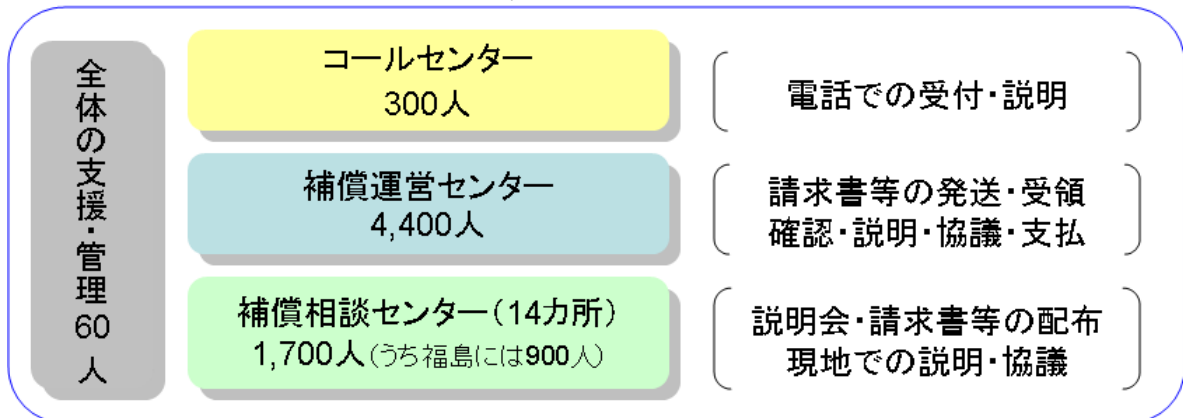 全体の支援・管理60人
コールセンター
300人
電話での受付・説明
補償運営センター
4,400人
請求書等の発送・受領
確認・説明・協議・支払
補償相談センター（14カ所）
1,700人（うち福島には900人）
説明会・請求書等の配布
現地での説明・協議